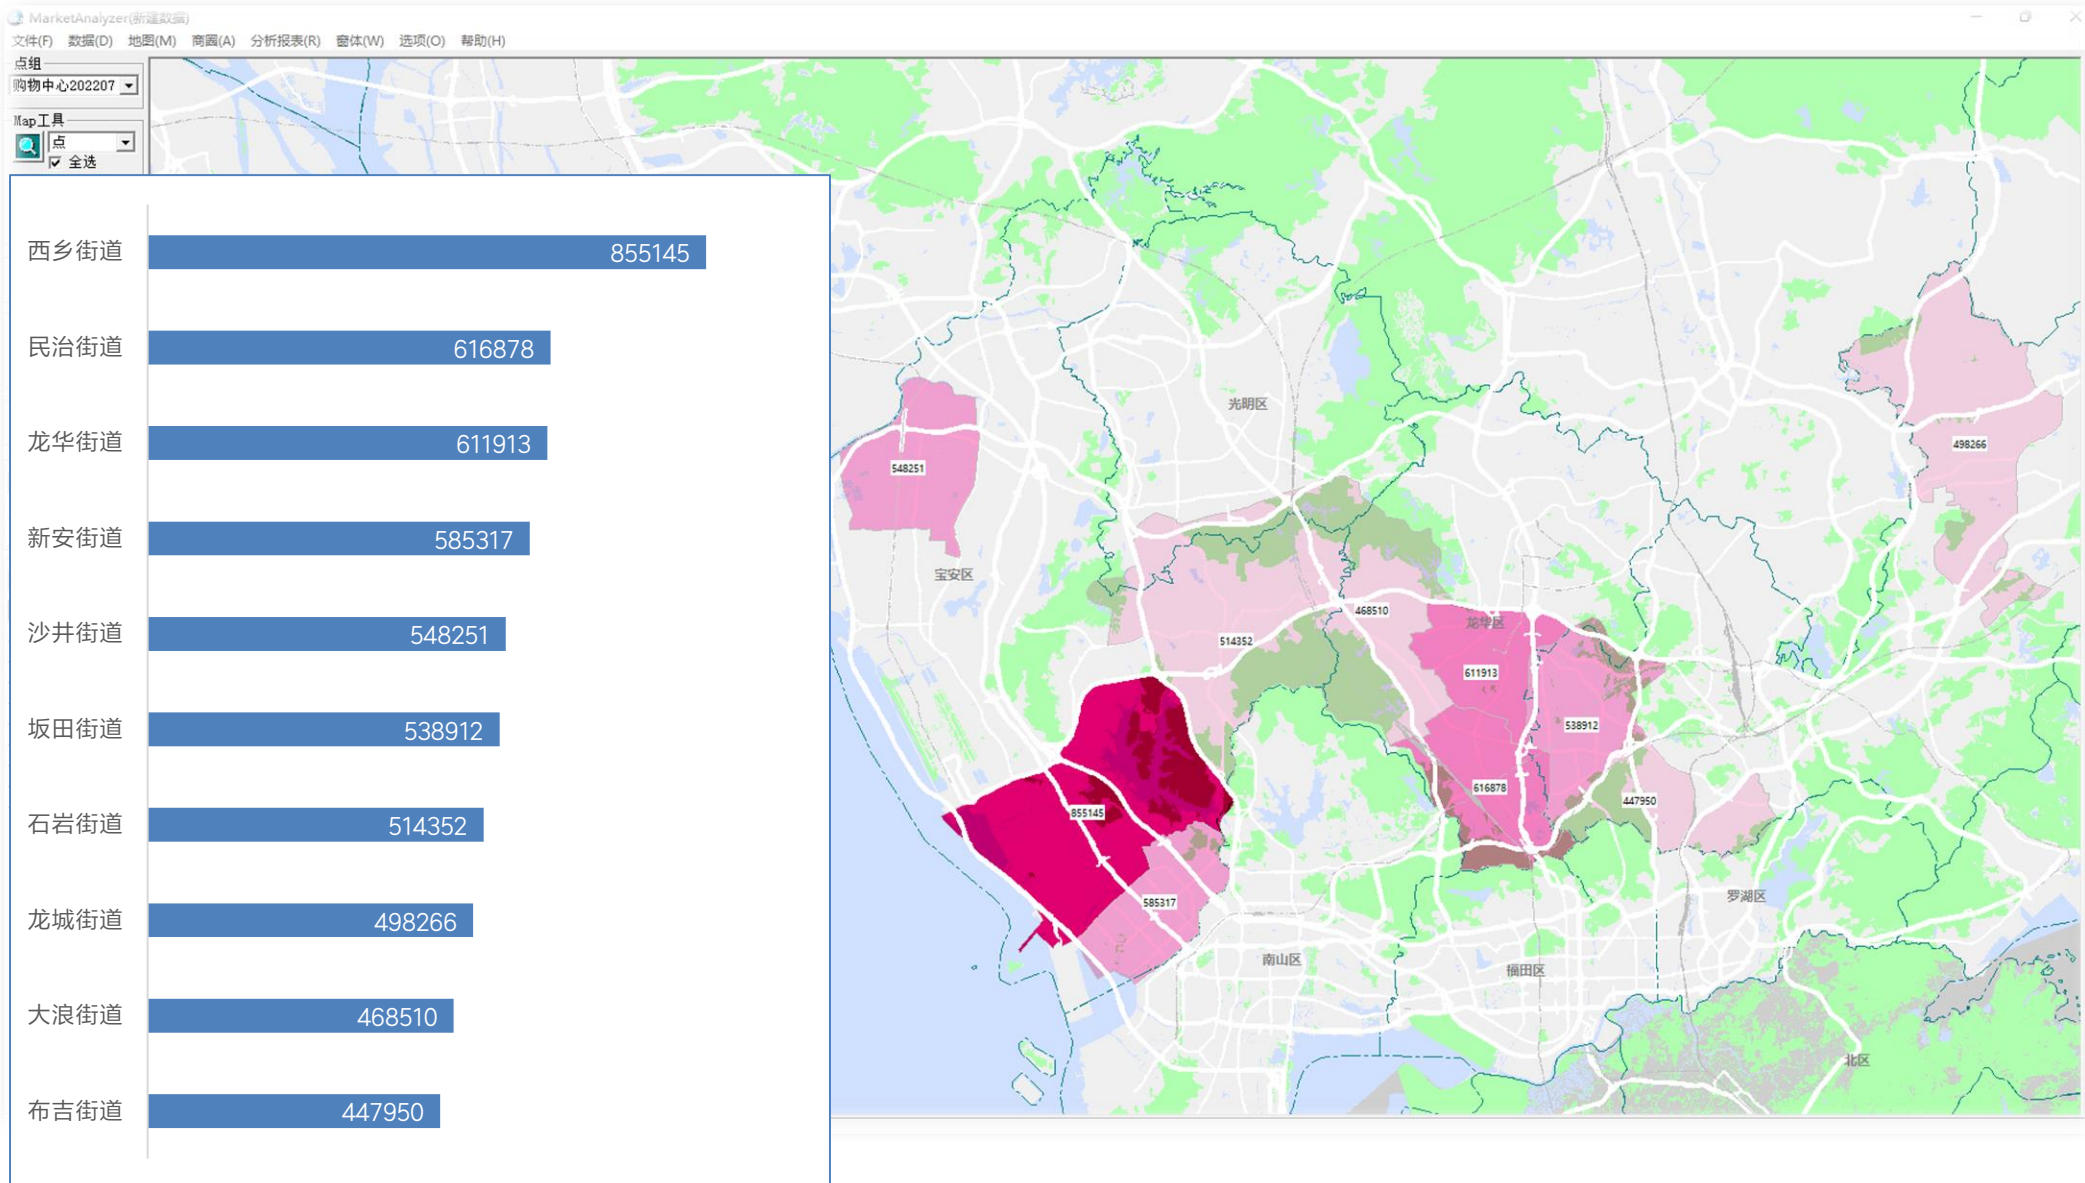 MarketAnalyzer(新建数据)
文件(F) 数据(D) 地图(M) 商圈(A) 分析报表(R) 窗体(W) 选项(O) 帮助(H)
点组
购物中心202207
Map工具
点
全选
西乡街道 855145
民治街道 616878
龙华街道 611913
新安街道 585317
沙井街道 548251
坂田街道 538912
石岩街道 514352
龙城街道 498266
大浪街道 468510
布吉街道 447950
光明区
498266
548251
宝安区
468510
龙华区
514352
611913
538912
616878
447950
855145
罗湖区
585317
南山区
福田区
北区